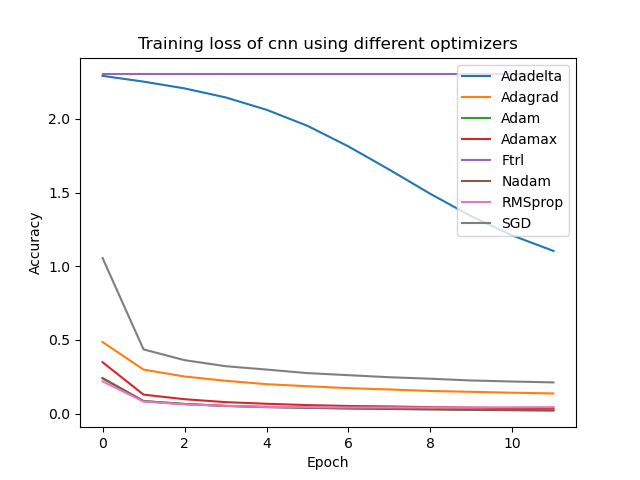 Training loss of cnn using different optimizers
Accuracy
2.0
1.5
1.0
0.5
0.0
0 2 4 6 8 10
Epoch
Adadelta
Adagrad
Adam
Adamax
Ftrl
Nadam
RMSprop
SGD